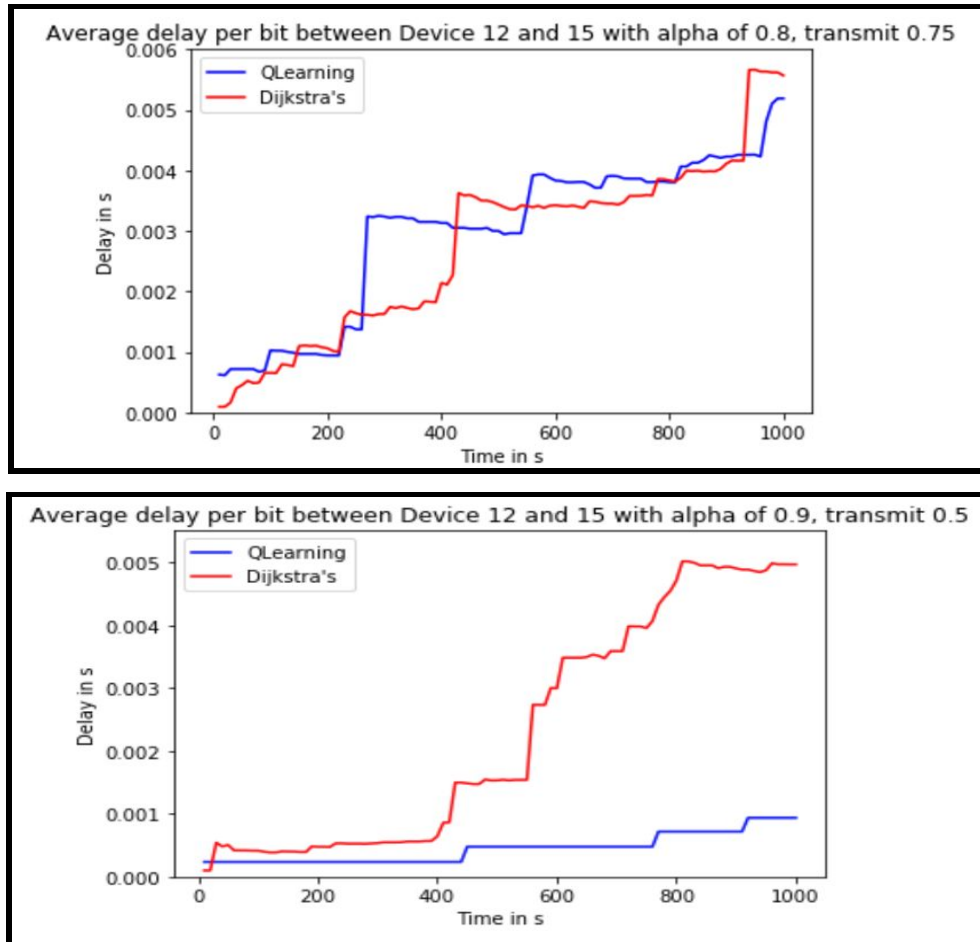 Average delay per bit between Device 12 and 15 with alpha of 0.8, transmit 0.75
0.006
QLearning
Dijkstra's
0.005
0.004
0.003
0.002
0.001
0.000
Delay in s
0 200 400 600 800 1000
Time in s
Average delay per bit between Device 12 and 15 with alpha of 0.9, transmit 0.5
QLearning
Dijkstra's
0.005
0.004
0.003
0.002
0.001
0.000
Delay in s
0 200 400 600 800 1000
Time in s